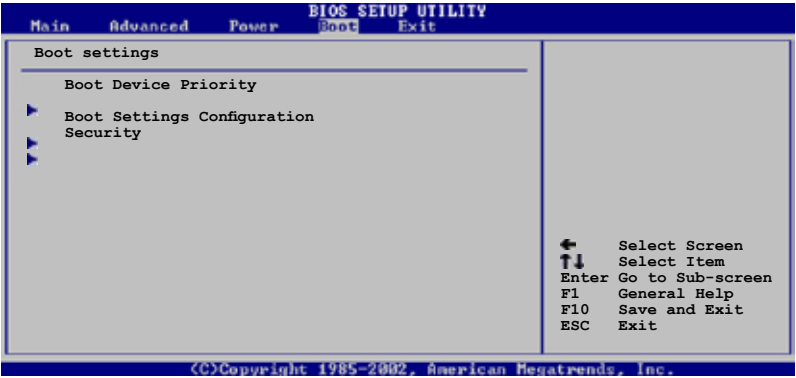 BIOS SETUP UTILITY
Main Advanced Power Boot Exit
Boot settings
Boot Device Priority
Boot Settings Configuration
Security
Select Screen
Select Item
Enter Go to Sub-screen
F1 General Help
F10 Save and Exit
ESC Exit
(C)Copyright 1985-2002, American Megatrends, Inc.